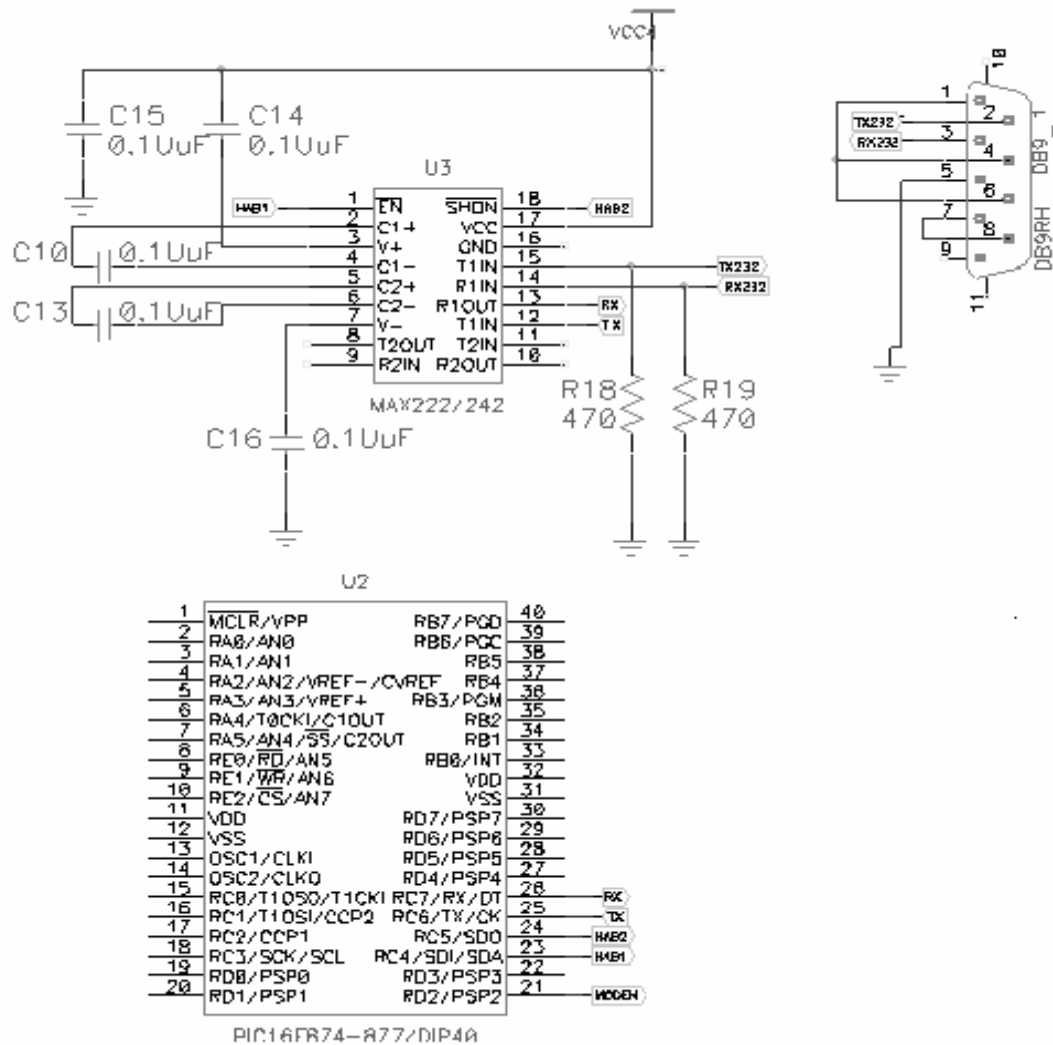 VCC
C15
0.1UuF
C14
0.1UuF
U3
HAB1
1
EN
2
C1+
3
V+
4
C1-
5
C2+
6
C2-
7
V-
8
T2OUT
9
R2IN
SHDN
18
HAB2
VCC
17
GND
16
T1IN
15
TX232
R1IN
14
RX232
R1OUT
13
RX
T1IN
12
TX
T2IN
11
R2OUT
10
MAX222/242
C10
0.1UuF
C13
0.1UuF
C16
0.1UuF
R18
470
R19
470
10
1
TX232
2
RX232
3
4
5
6
7
8
9
11
DB9RH
U2
1
MCLR/VPP
2
RA0/AN0
3
RA1/AN1
4
RA2/AN2/VREF-/CVREF
5
RA3/AN3/VREF+
6
RA4/T0CKI/C1OUT
7
RA5/AN4/SS/C2OUT
8
RE0/RD/AN5
9
RE1/WR/AN6
10
RE2/CS/AN7
11
VDD
12
VSS
13
OSC1/CLKI
14
OSC2/CLKO
15
RC0/T1OSO/T1CKI
16
RC1/T1OSI/CCP2
17
RC2/CCP1
18
RC3/SCK/SCL
19
RD0/PSP0
20
RD1/PSP1
RB7/PGD
40
RB6/PGC
39
RB5
38
RB4
37
RB3/PGM
36
RB2
35
RB1
34
RB0/INT
33
VDD
32
VSS
31
RD7/PSP7
30
RD6/PSP6
29
RD5/PSP5
28
RD4/PSP4
27
RC7/RX/DT
26
RX
RC6/TX/CK
25
TX
RC5/SDO
24
HAB2
RC4/SDI/SDA
23
HAB1
RD3/PSP3
22
RD2/PSP2
21
MODEN
PIC16F874-877/DIP40